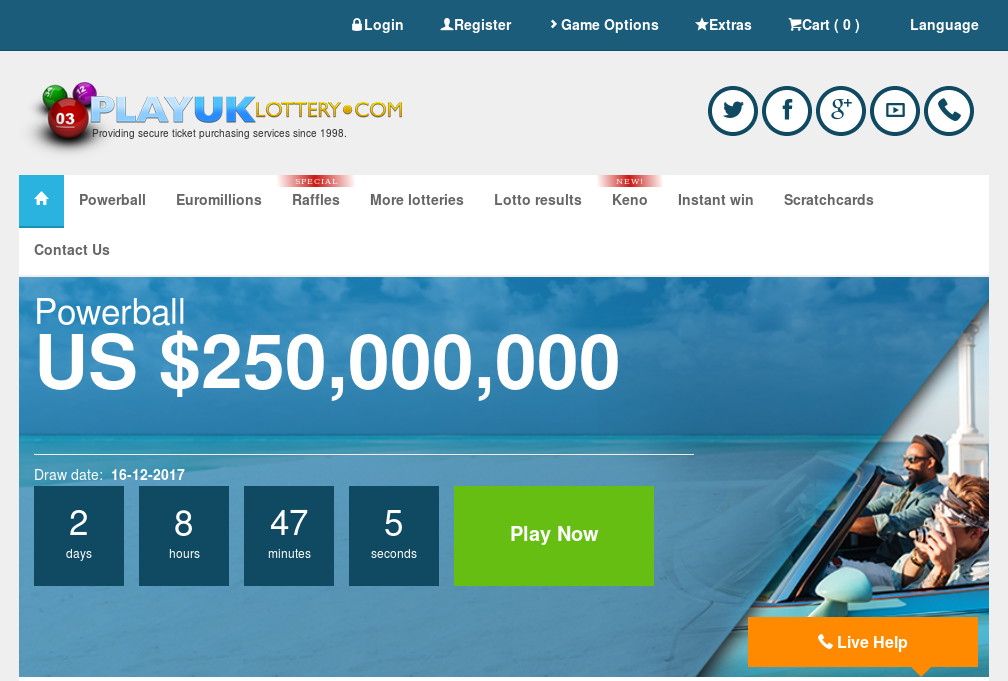 Login Register Game Options Extras Cart ( 0 ) Language
03 12
PLAYUKLOTTERY.COM
Providing secure ticket purchasing services since 1998.
SPECIAL NEW!
Powerball Euromillions Raffles More lotteries Lotto results Keno Instant win Scratchcards
Contact Us
Powerball
US $250,000,000
Draw date: 16-12-2017
2 8 47 5
Play Now
days hours minutes seconds
Live Help